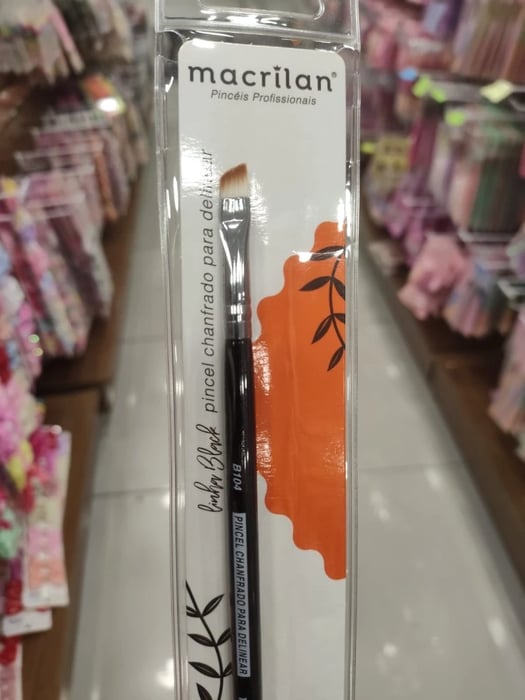 macrilan®
Pincéis Profissionais
linha Black pincel chanfrado para delinear
B104
PINCEL CHANFRADO PARA DELINEAR